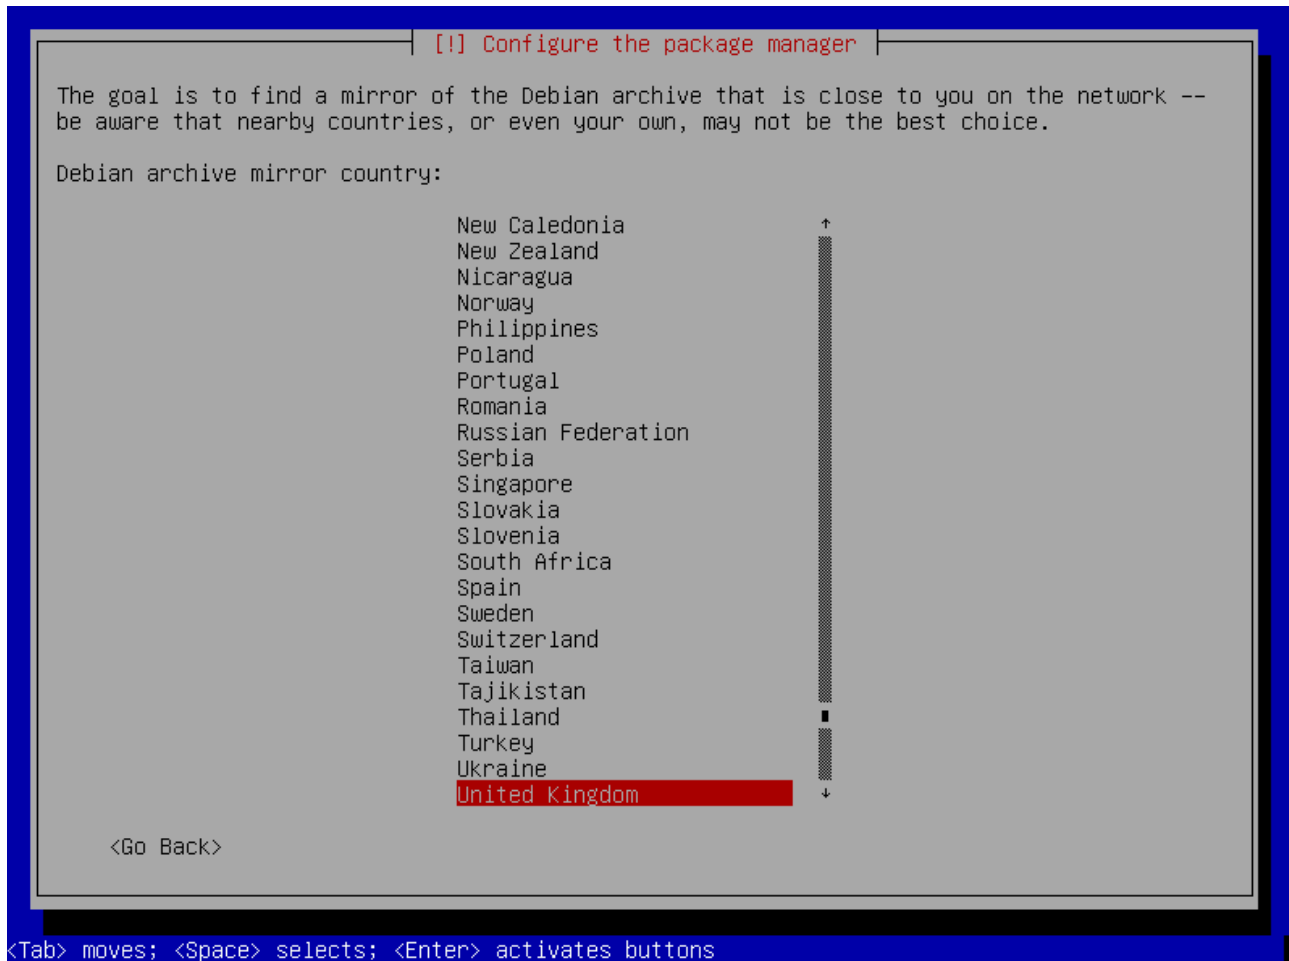 [!] Configure the package manager
The goal is to find a mirror of the Debian archive that is close to you on the network --
be aware that nearby countries, or even your own, may not be the best choice.
Debian archive mirror country:
New Caledonia
New Zealand
Nicaragua
Norway
Philippines
Poland
Portugal
Romania
Russian Federation
Serbia
Singapore
Slovakia
Slovenia
South Africa
Spain
Sweden
Switzerland
Taiwan
Tajikistan
Thailand
Turkey
Ukraine
United Kingdom
<Go Back>
<Tab> moves; <Space> selects; <Enter> activates buttons